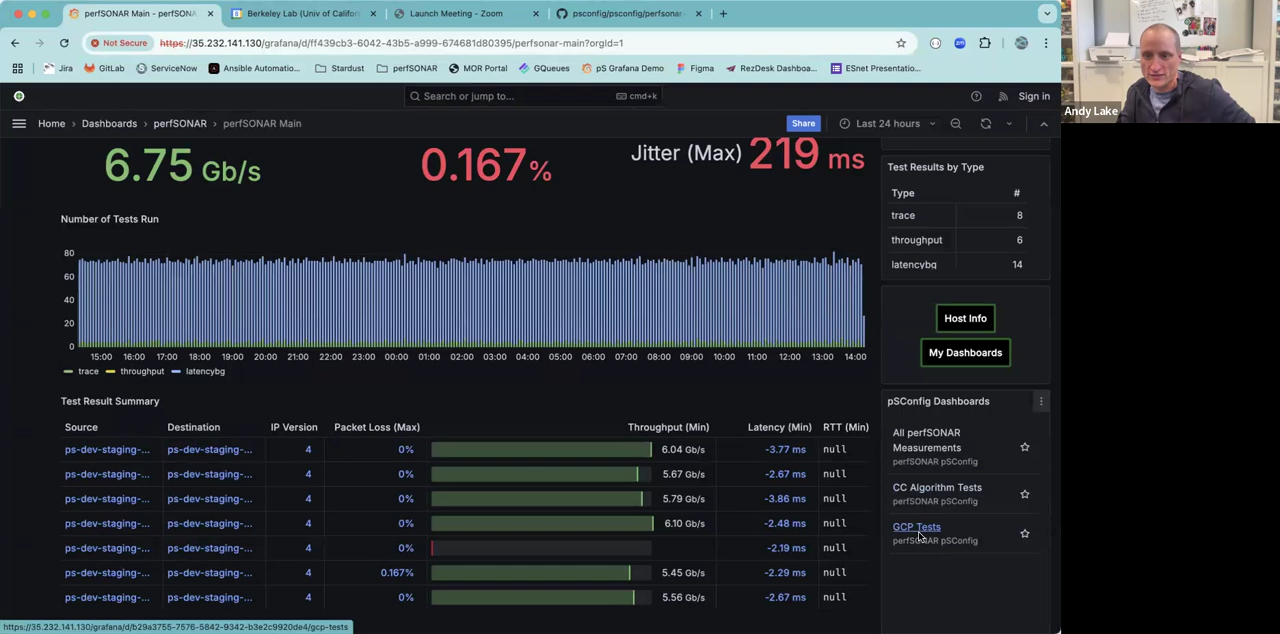 perfSONAR Main - perfSONA
Berkeley Lab (Univ of Califor
Launch Meeting - Zoom
psconfig/psconfig/perfsonar-
Not Secure
https://35.232.141.130/grafana/d/ff439cb3-6042-43b5-a999-674681d80395/perfsonar-main?orgId=1
Jira
GitLab
ServiceNow
Ansible Automatio...
Stardust
perfSONAR
GQueues
pS Grafana Demo
Figma
RezDesk Dashboa...
ESnet Presentatio...
Search or jump to...
cmd+k
Sign in
Home
Dashboards
perfSONAR
perfSONAR Main
Share
Last 24 hours
6.75 Gb/s
0.167%
Jitter (Max) 219 ms
Number of Tests Run
80
60
40
20
0
15:00 16:00 17:00 18:00 19:00 20:00 21:00 22:00 23:00 00:00 01:00 02:00 03:00 04:00 05:00 06:00 07:00 08:00 09:00 10:00 11:00 12:00 13:00 14:00
trace throughput latencybg
Test Result Summary
Source Destination IP Version Packet Loss (Max) Throughput (Min) Latency (Min) RTT (Min)
ps-dev-staging-... ps-dev-staging-... 4 0% 6.04 Gb/s -3.77 ms null
ps-dev-staging-... ps-dev-staging-... 4 0% 5.67 Gb/s -2.67 ms null
ps-dev-staging-... ps-dev-staging-... 4 0% 5.79 Gb/s -3.86 ms null
ps-dev-staging-... ps-dev-staging-... 4 0% 6.10 Gb/s -2.48 ms null
ps-dev-staging-... ps-dev-staging-... 4 0% -2.19 ms null
ps-dev-staging-... ps-dev-staging-... 4 0.167% 5.45 Gb/s -2.29 ms null
ps-dev-staging-... ps-dev-staging-... 4 0% 5.56 Gb/s -2.67 ms null
Test Results by Type
Type #
trace 8
throughput 6
latencybg 14
Host Info
My Dashboards
pSConfig Dashboards
All perfSONAR
Measurements
perfSONAR pSConfig
CC Algorithm Tests
perfSONAR pSConfig
GCP Tests
perfSONAR pSConfig
https://35.232.141.130/grafana/d/b29a3755-7576-5842-9342-b3e2c9920de4/gcp-tests
Andy Lake